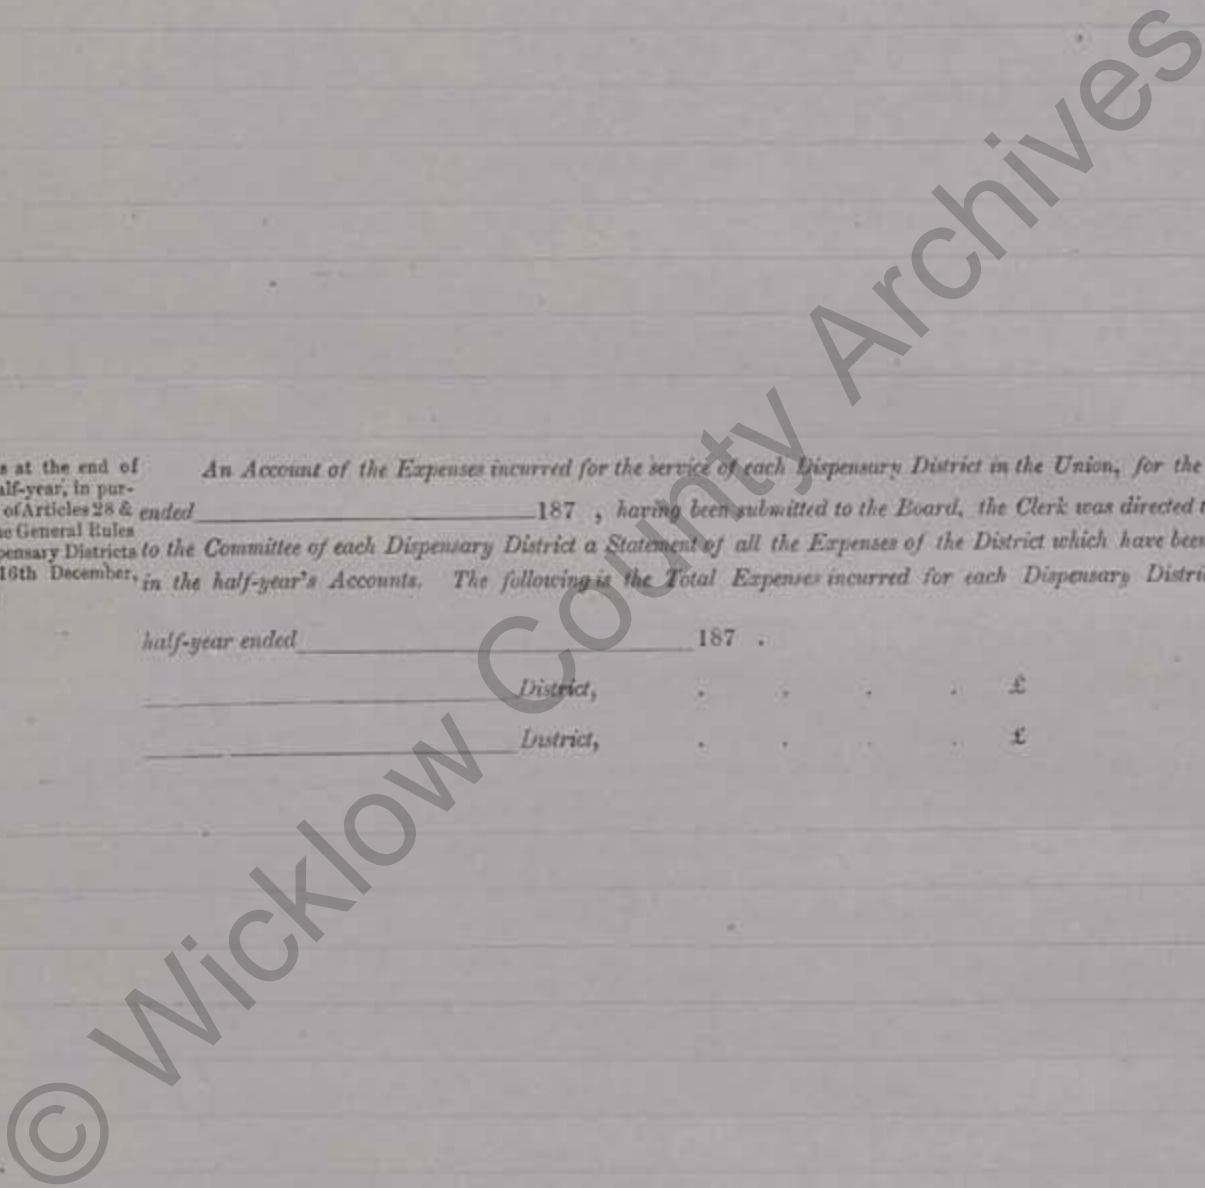 s at the end of
alf-year, in pur-
of Articles 28 &
e General Rules
pensary Districts
16th December,
An Account of the Expenses incurred for the service of each Dispensary District in the Union, for the
ended 187 , having been submitted to the Board, the Clerk was directed t
to the Committee of each Dispensary District a Statement of all the Expenses of the District which have been
in the half-year's Accounts. The following is the Total Expenses incurred for each Dispensary Distric
half-year ended 187 .
District, . . . . £
District, . . . . £
© Wicklow County Archives